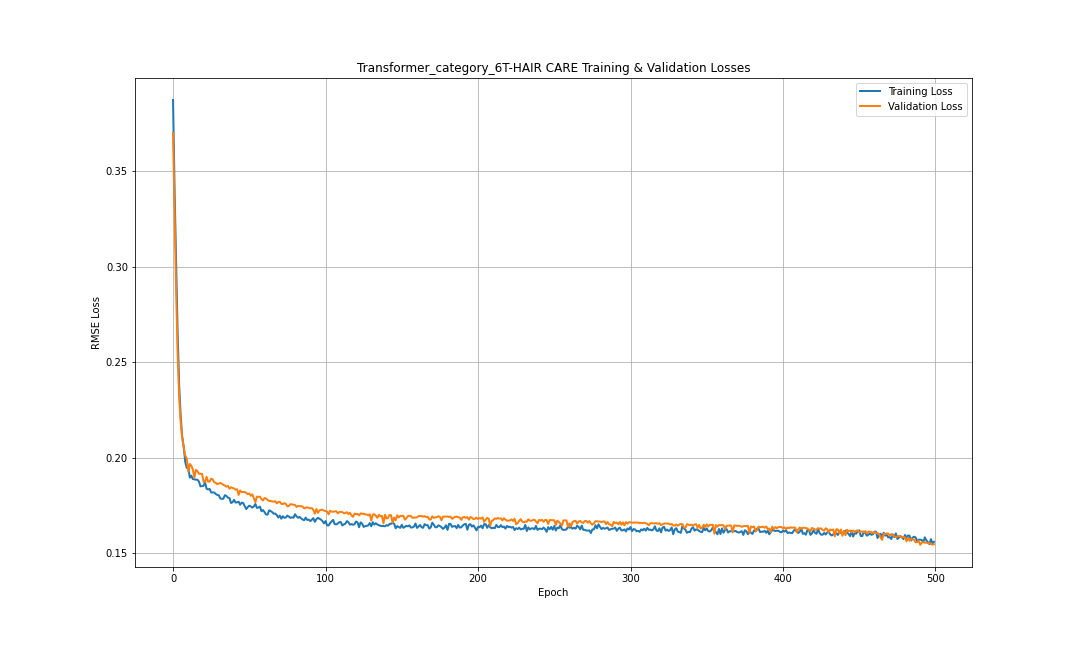 Transformer_category_6T-HAIR CARE Training & Validation Losses
Training Loss
Validation Loss
0.35
0.30
0.25
0.20
0.15
RMSE Loss
0
100
200
300
400
500
Epoch